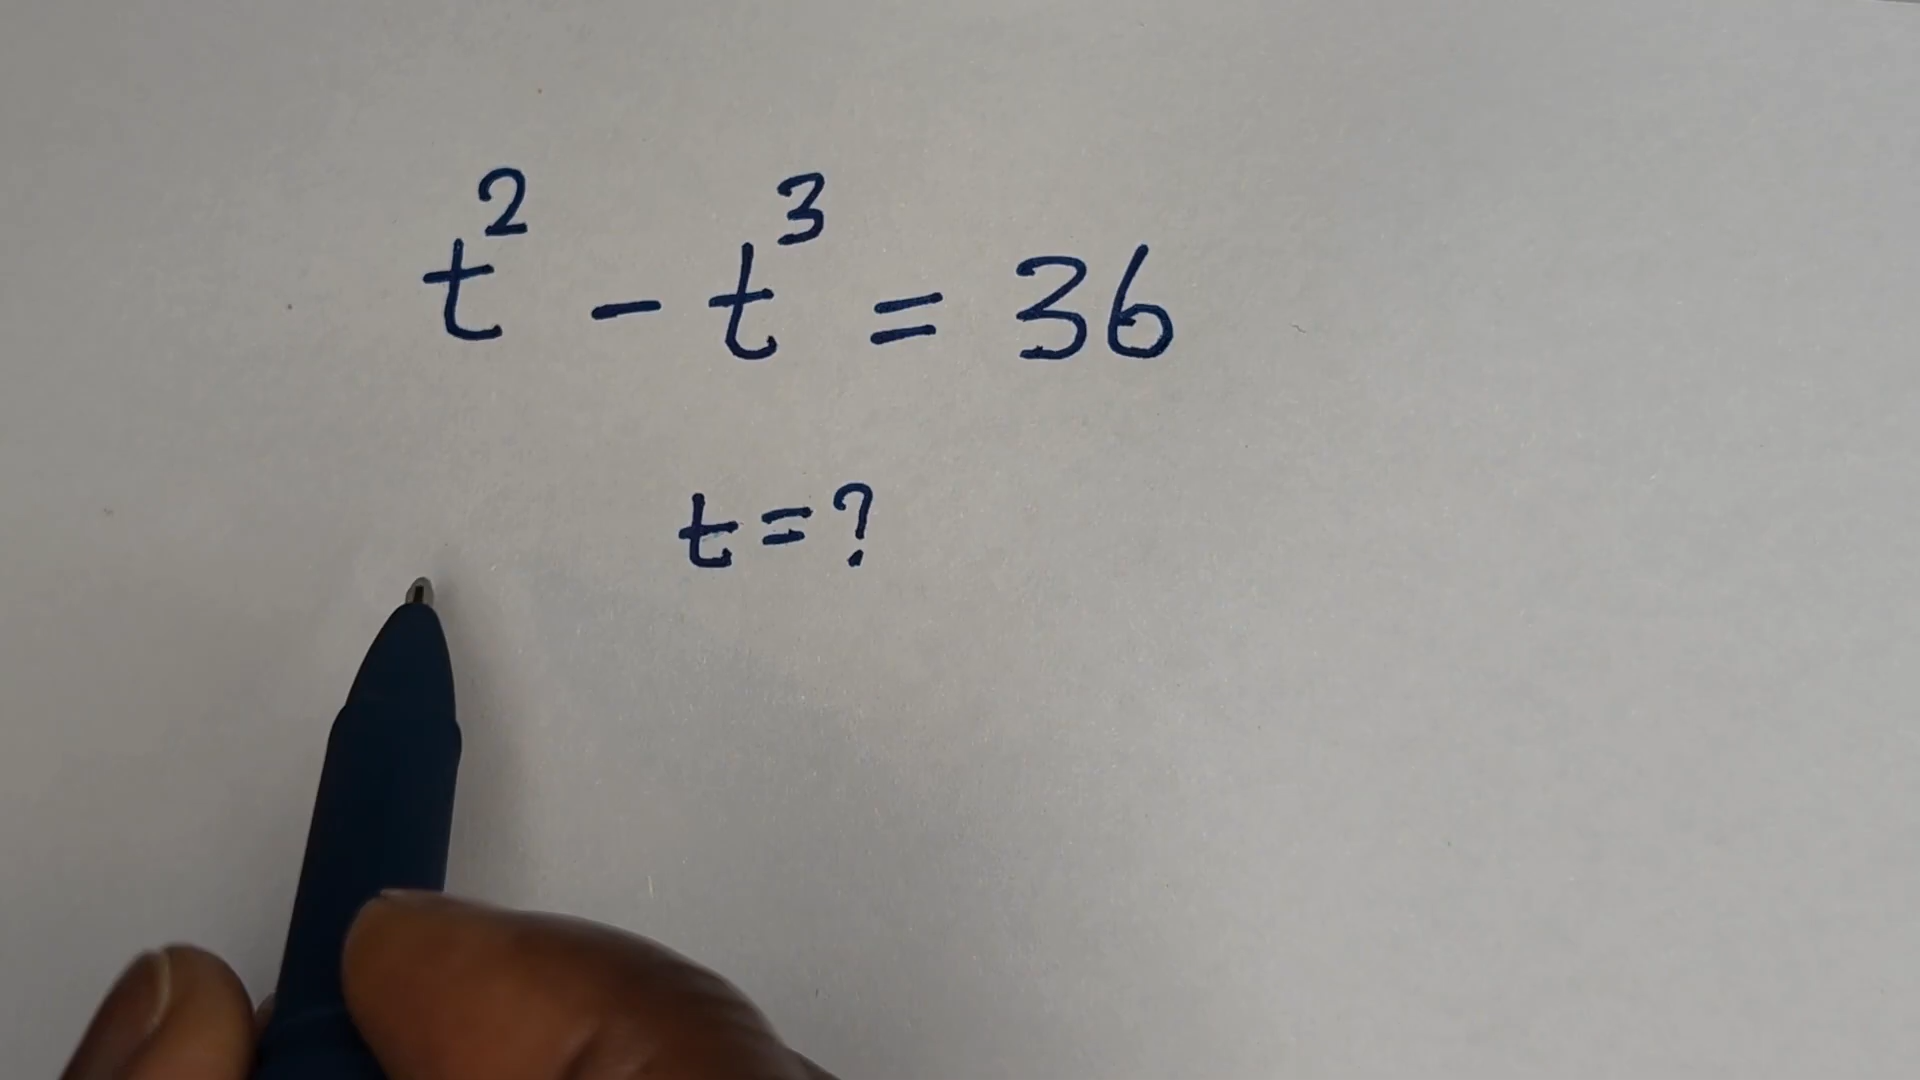 t² - t³ = 36
t = ?